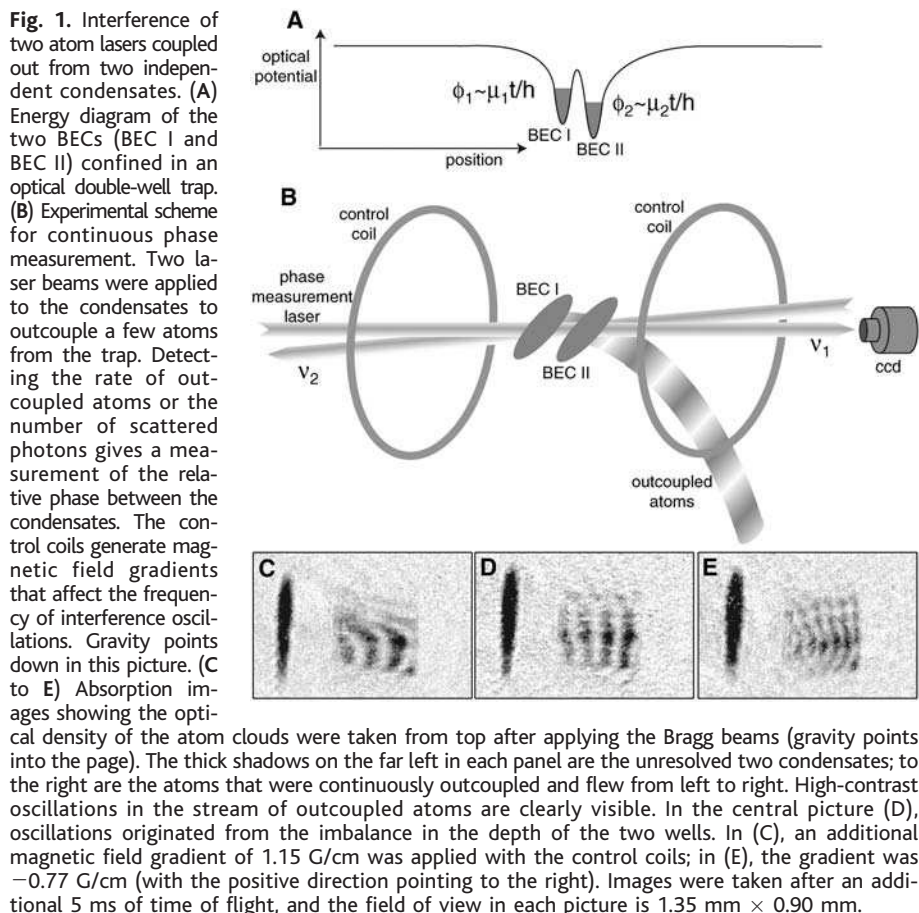 Fig. 1. Interference of
two atom lasers coupled
out from two indepen-
dent condensates. (A)
Energy diagram of the
two BECs (BEC I and
BEC II) confined in an
optical double-well trap.
(B) Experimental scheme
for continuous phase
measurement. Two la-
ser beams were applied
to the condensates to
outcouple a few atoms
from the trap. Detect-
ing the rate of out-
coupled atoms or the
number of scattered
photons gives a mea-
surement of the rela-
tive phase between the
condensates. The con-
trol coils generate mag-
netic field gradients
that affect the frequen-
cy of interference oscil-
lations. Gravity points
down in this picture. (C
to E) Absorption im-
ages showing the opti-
cal density of the atom clouds were taken from top after applying the Bragg beams (gravity points
into the page). The thick shadows on the far left in each panel are the unresolved two condensates; to
the right are the atoms that were continuously outcoupled and flew from left to right. High-contrast
oscillations in the stream of outcoupled atoms are clearly visible. In the central picture (D),
oscillations originated from the imbalance in the depth of the two wells. In (C), an additional
magnetic field gradient of 1.15 G/cm was applied with the control coils; in (E), the gradient was
−0.77 G/cm (with the positive direction pointing to the right). Images were taken after an addi-
tional 5 ms of time of flight, and the field of view in each picture is 1.35 mm × 0.90 mm.
A
optical
potential
ϕ₁~μ₁t/h
ϕ₂~μ₂t/h
BEC I
BEC II
position
B
control
coil
control
coil
phase
measurement
laser
BEC I
BEC II
ν₂
ν₁
ccd
outcoupled
atoms
C
D
E